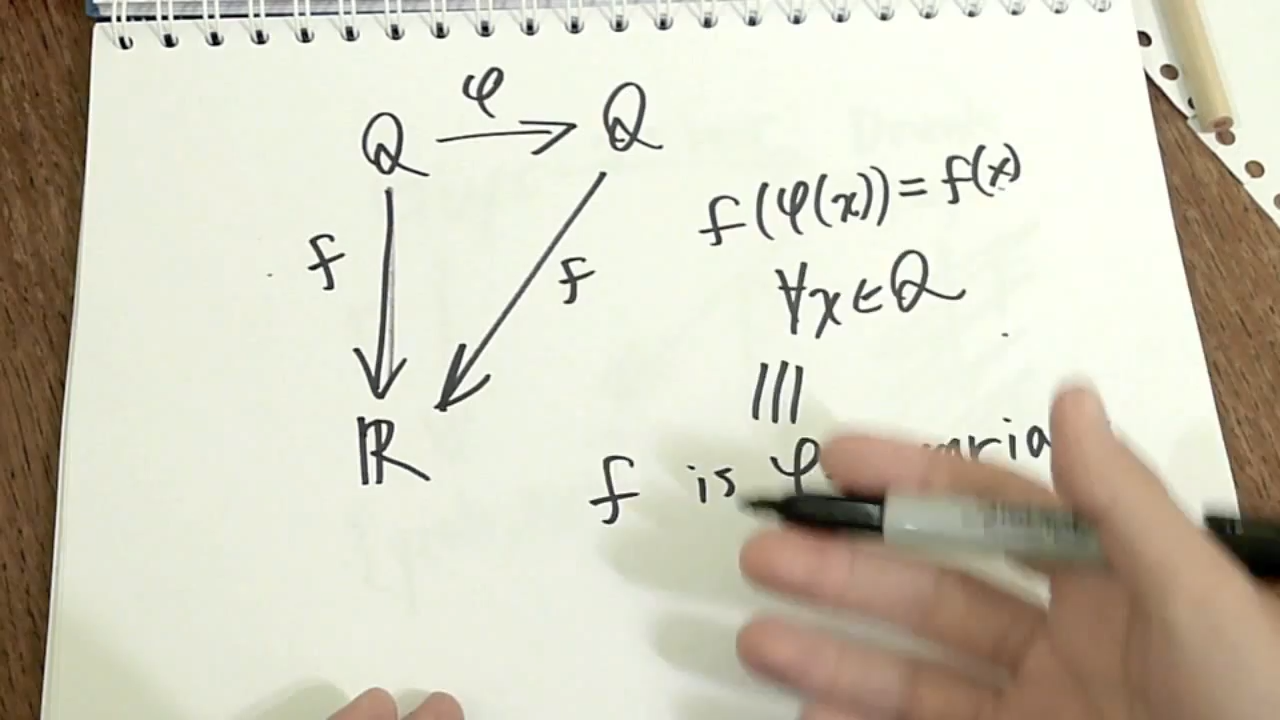 φ
Q → Q
f(φ(x)) = f(x)
f f
∀x ∈ Q
|||
ℝ
f is φ